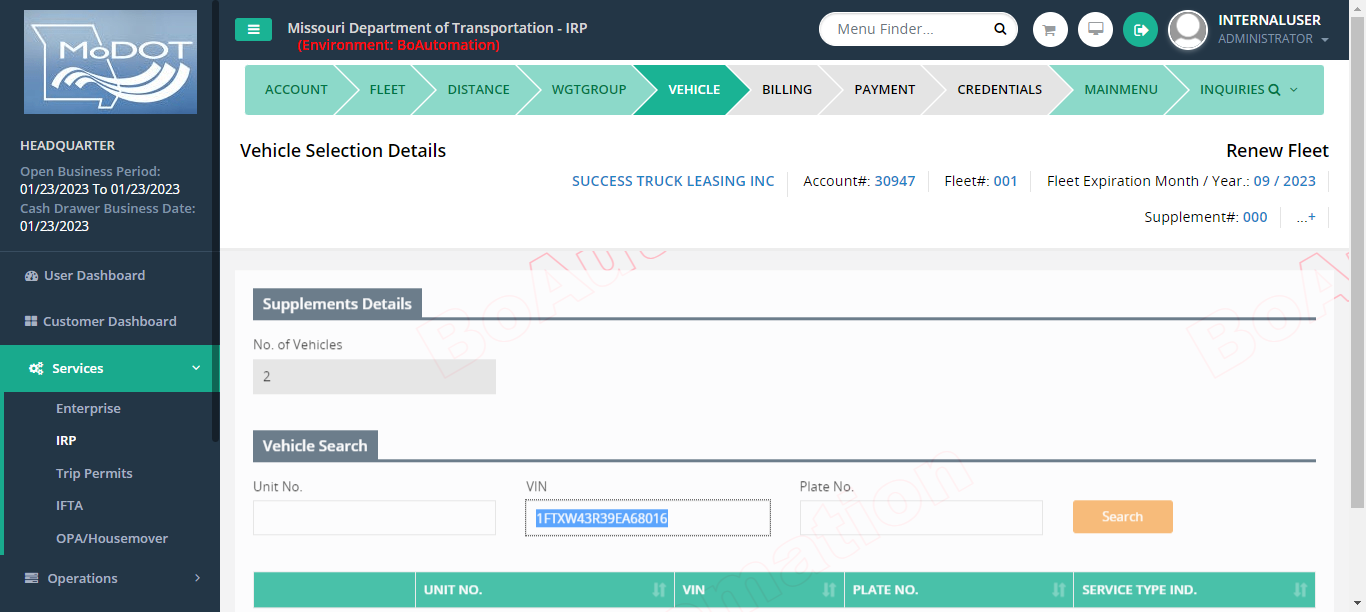 MoDOT
Missouri Department of Transportation - IRP
(Environment: BoAutomation)
Menu Finder...
INTERNALUSER
ADMINISTRATOR
ACCOUNT
FLEET
DISTANCE
WGTGROUP
VEHICLE
BILLING
PAYMENT
CREDENTIALS
MAINMENU
INQUIRIES
HEADQUARTER
Open Business Period:
01/23/2023 To 01/23/2023
Cash Drawer Business Date:
01/23/2023
User Dashboard
Customer Dashboard
Services
Enterprise
IRP
Trip Permits
IFTA
OPA/Housemover
Operations
Vehicle Selection Details
Renew Fleet
SUCCESS TRUCK LEASING INC
Account#: 30947
Fleet#: 001
Fleet Expiration Month / Year.: 09 / 2023
Supplement#: 000
...+
Supplements Details
No. of Vehicles
2
Vehicle Search
Unit No.
VIN
Plate No.
1FTXW43R39EA68016
Search
UNIT NO.
VIN
PLATE NO.
SERVICE TYPE IND.
BoAutomation
BoA